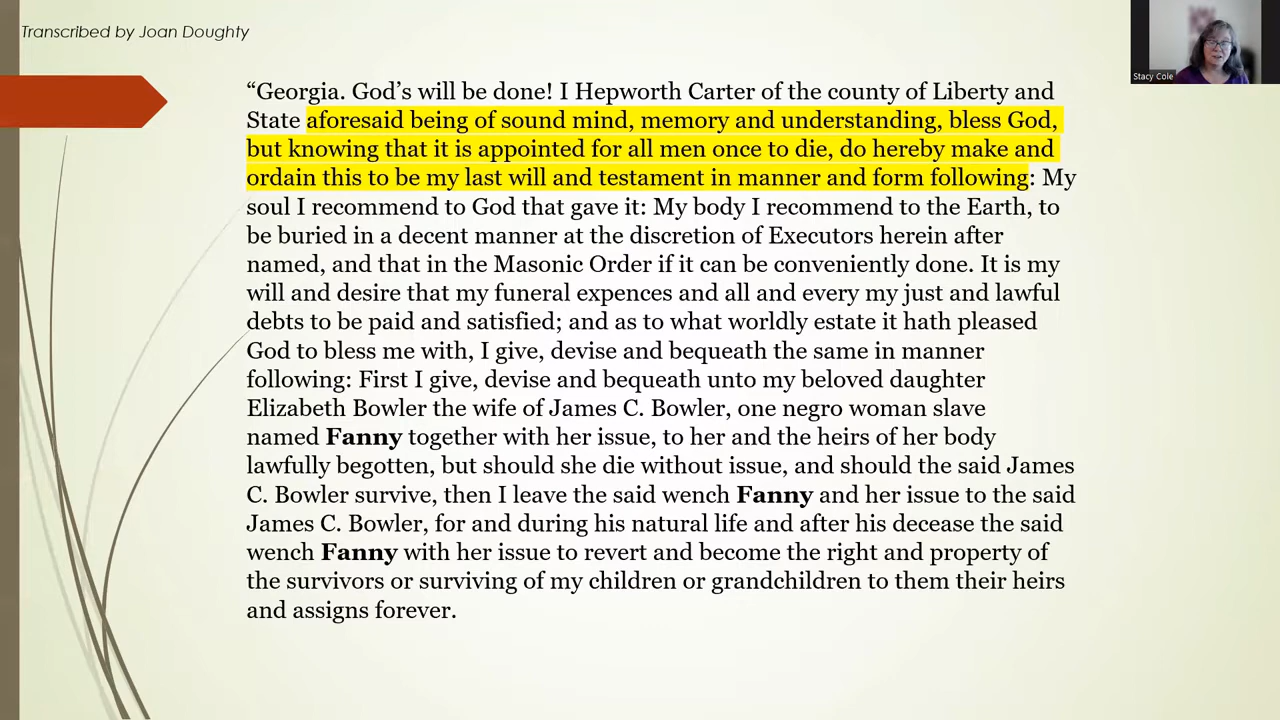 Transcribed by Joan Doughty
Stacy Cole
“Georgia. God’s will be done! I Hepworth Carter of the county of Liberty and
State aforesaid being of sound mind, memory and understanding, bless God,
but knowing that it is appointed for all men once to die, do hereby make and
ordain this to be my last will and testament in manner and form following: My
soul I recommend to God that gave it: My body I recommend to the Earth, to
be buried in a decent manner at the discretion of Executors herein after
named, and that in the Masonic Order if it can be conveniently done. It is my
will and desire that my funeral expences and all and every my just and lawful
debts to be paid and satisfied; and as to what worldly estate it hath pleased
God to bless me with, I give, devise and bequeath the same in manner
following: First I give, devise and bequeath unto my beloved daughter
Elizabeth Bowler the wife of James C. Bowler, one negro woman slave
named Fanny together with her issue, to her and the heirs of her body
lawfully begotten, but should she die without issue, and should the said James
C. Bowler survive, then I leave the said wench Fanny and her issue to the said
James C. Bowler, for and during his natural life and after his decease the said
wench Fanny with her issue to revert and become the right and property of
the survivors or surviving of my children or grandchildren to them their heirs
and assigns forever.